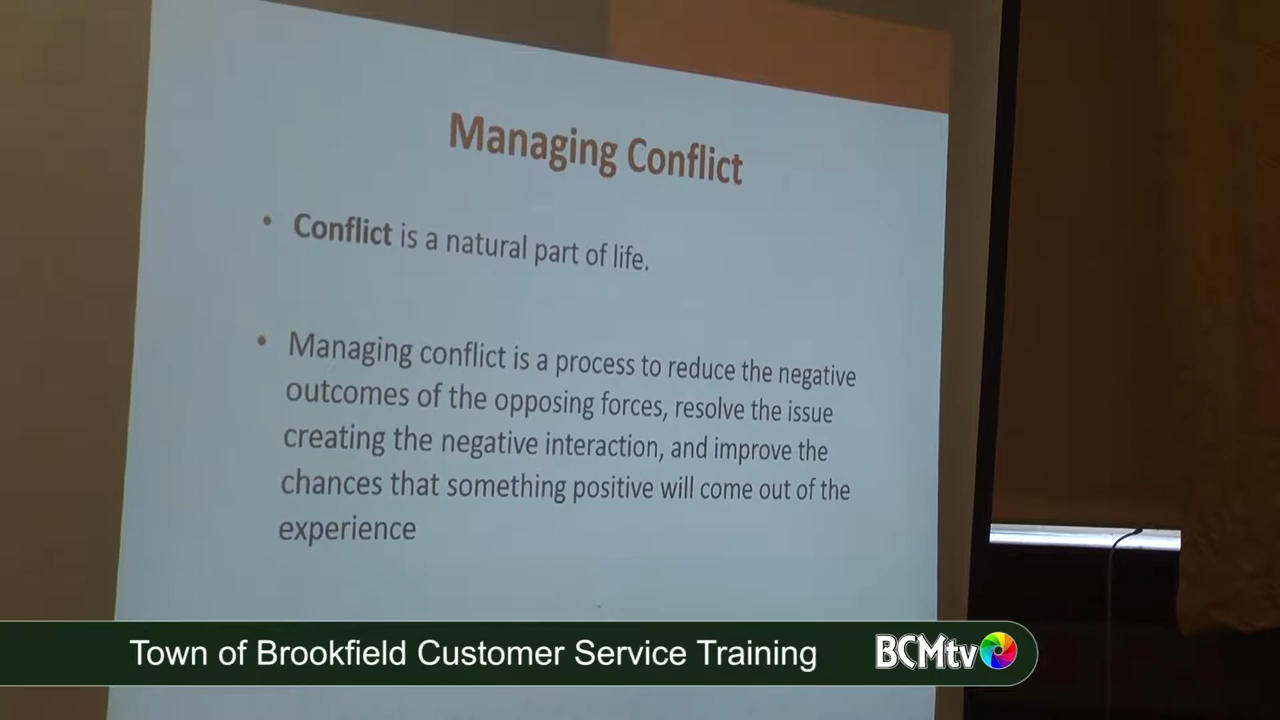 Managing Conflict
• Conflict is a natural part of life.
• Managing conflict is a process to reduce the negative
outcomes of the opposing forces, resolve the issue
creating the negative interaction, and improve the
chances that something positive will come out of the
experience
Town of Brookfield Customer Service Training
BCMtv